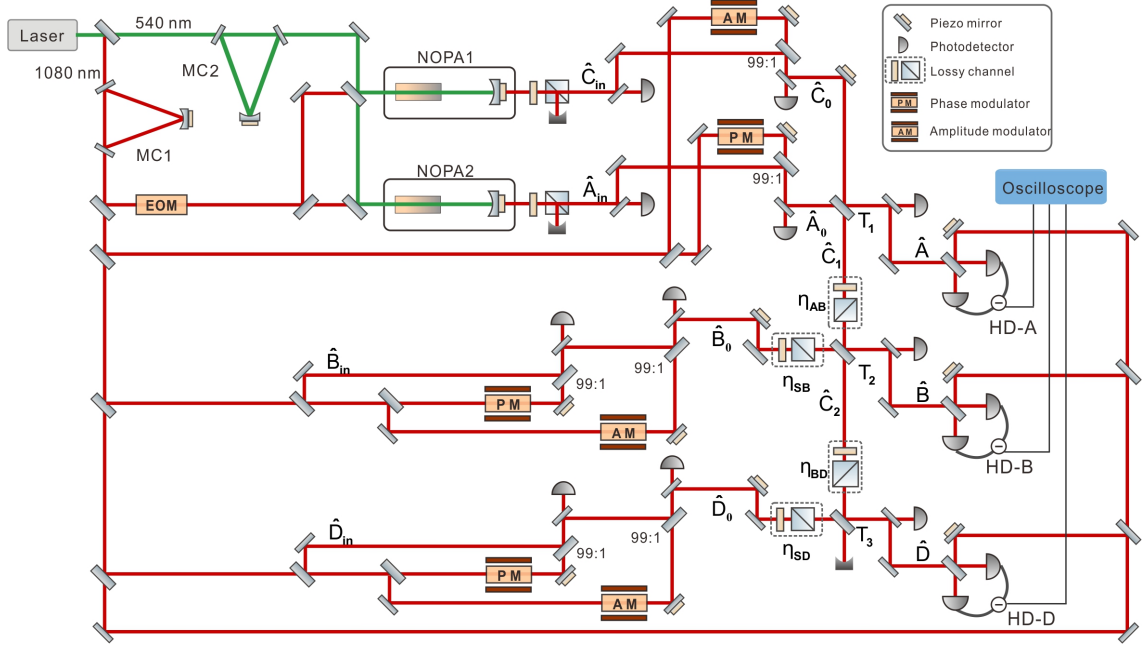 Laser
540 nm
1080 nm
MC1
MC2
EOM
NOPA1
NOPA2
Ĉin
Âin
AM
99:1
Ĉ0
PM
99:1
Â0
T1
Ĉ1
Â
Piezo mirror
Photodetector
Lossy channel
PM
Phase modulator
AM
Amplitude modulator
Oscilloscope
HD-A
ηAB
B̂in
99:1
PM
99:1
AM
B̂0
ηSB
T2
Ĉ2
B̂
HD-B
ηBD
D̂in
99:1
PM
99:1
AM
D̂0
ηSD
T3
D̂
HD-D